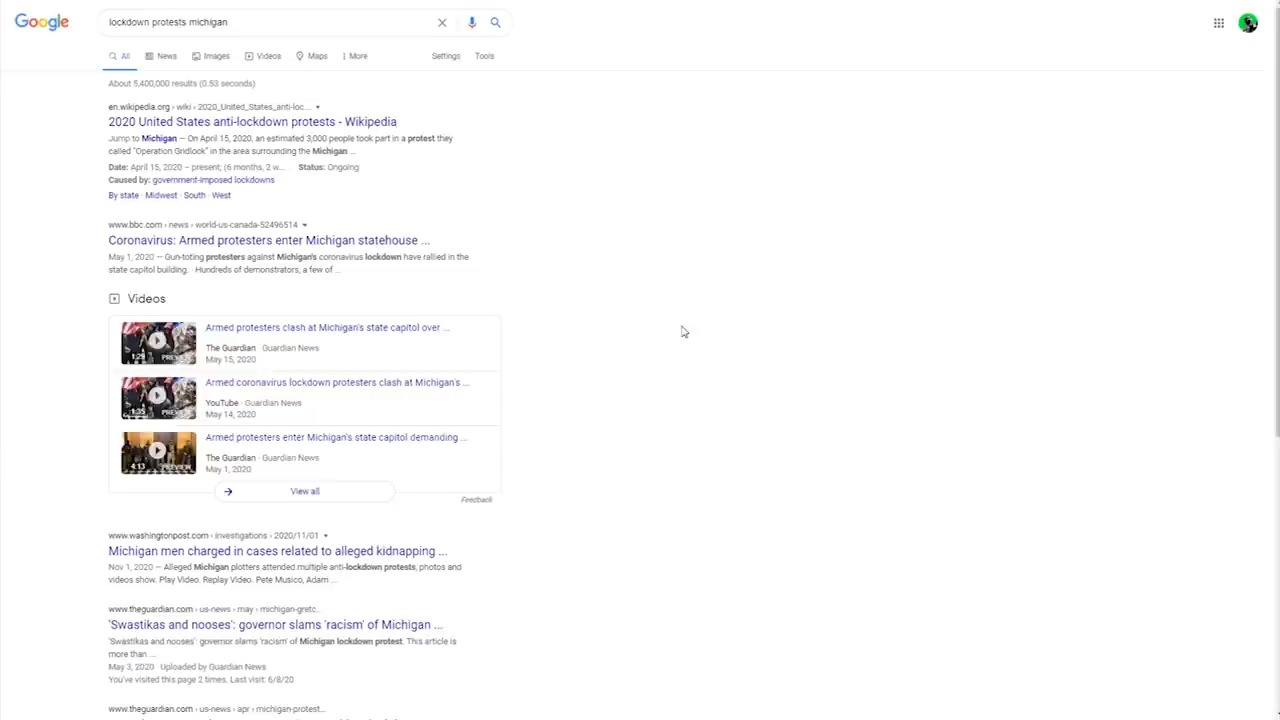 Google
lockdown protests michigan
All News Images Videos Maps More Settings Tools
About 5,400,000 results (0.53 seconds)
en.wikipedia.org › wiki › 2020_United_States_anti-loc...
2020 United States anti-lockdown protests - Wikipedia
Jump to Michigan — On April 15, 2020, an estimated 3,000 people took part in a protest they
called "Operation Gridlock" in the area surrounding the Michigan ...
Date: April 15, 2020 – present; (6 months, 2 w... Status: Ongoing
Caused by: government-imposed lockdowns
By state · Midwest · South · West
www.bbc.com › news › world-us-canada-52496514
Coronavirus: Armed protesters enter Michigan statehouse ...
May 1, 2020 — Gun-toting protesters against Michigan's coronavirus lockdown have rallied in the
state capitol building. · Hundreds of demonstrators, a few of ...
Videos
Armed protesters clash at Michigan's state capitol over ...
The Guardian · Guardian News
1:29 PREVIEW
May 15, 2020
Armed coronavirus lockdown protesters clash at Michigan's ...
YouTube · Guardian News
1:35 PREVIEW
May 14, 2020
Armed protesters enter Michigan's state capitol demanding ...
The Guardian · Guardian News
4:13 PREVIEW
May 1, 2020
View all
Feedback
www.washingtonpost.com › investigations › 2020/11/01
Michigan men charged in cases related to alleged kidnapping ...
Nov 1, 2020 — Alleged Michigan plotters attended multiple anti-lockdown protests, photos and
videos show. Play Video. Replay Video. Pete Musico, Adam ...
www.theguardian.com › us-news › may › michigan-gretc...
'Swastikas and nooses': governor slams 'racism' of Michigan ...
'Swastikas and nooses': governor slams 'racism' of Michigan lockdown protest. This article is
more than ...
May 3, 2020 · Uploaded by Guardian News
You've visited this page 2 times. Last visit: 6/8/20
www.theguardian.com › us-news › apr › michigan-protest...